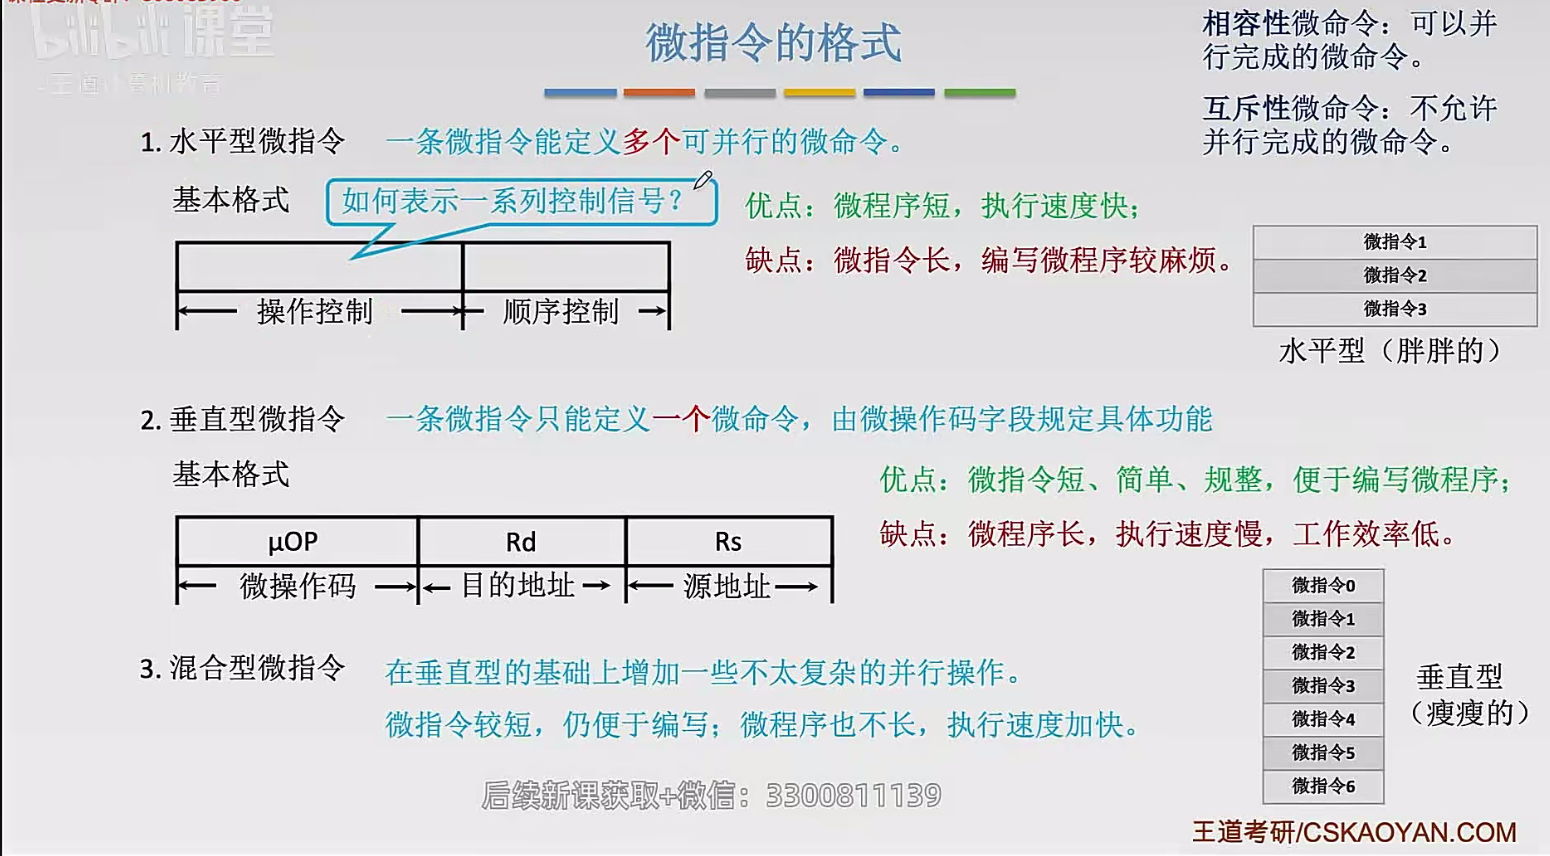 bilibili课堂
微指令的格式
相容性微命令：可以并
行完成的微命令。
互斥性微命令：不允许
并行完成的微命令。
1. 水平型微指令 一条微指令能定义多个可并行的微命令。
基本格式
如何表示一系列控制信号？
优点：微程序短，执行速度快；
缺点：微指令长，编写微程序较麻烦。
操作控制 顺序控制
微指令1
微指令2
微指令3
水平型（胖胖的）
2. 垂直型微指令 一条微指令只能定义一个微命令，由微操作码字段规定具体功能
基本格式
优点：微指令短、简单、规整，便于编写微程序；
缺点：微程序长，执行速度慢，工作效率低。
μOP Rd Rs
微操作码 目的地址 源地址
微指令0
微指令1
微指令2
微指令3
微指令4
微指令5
微指令6
垂直型
（瘦瘦的）
3. 混合型微指令 在垂直型的基础上增加一些不太复杂的并行操作。
微指令较短，仍便于编写；微程序也不长，执行速度加快。
后续新课获取+微信：3300811139
王道考研/CSKAOYAN.COM